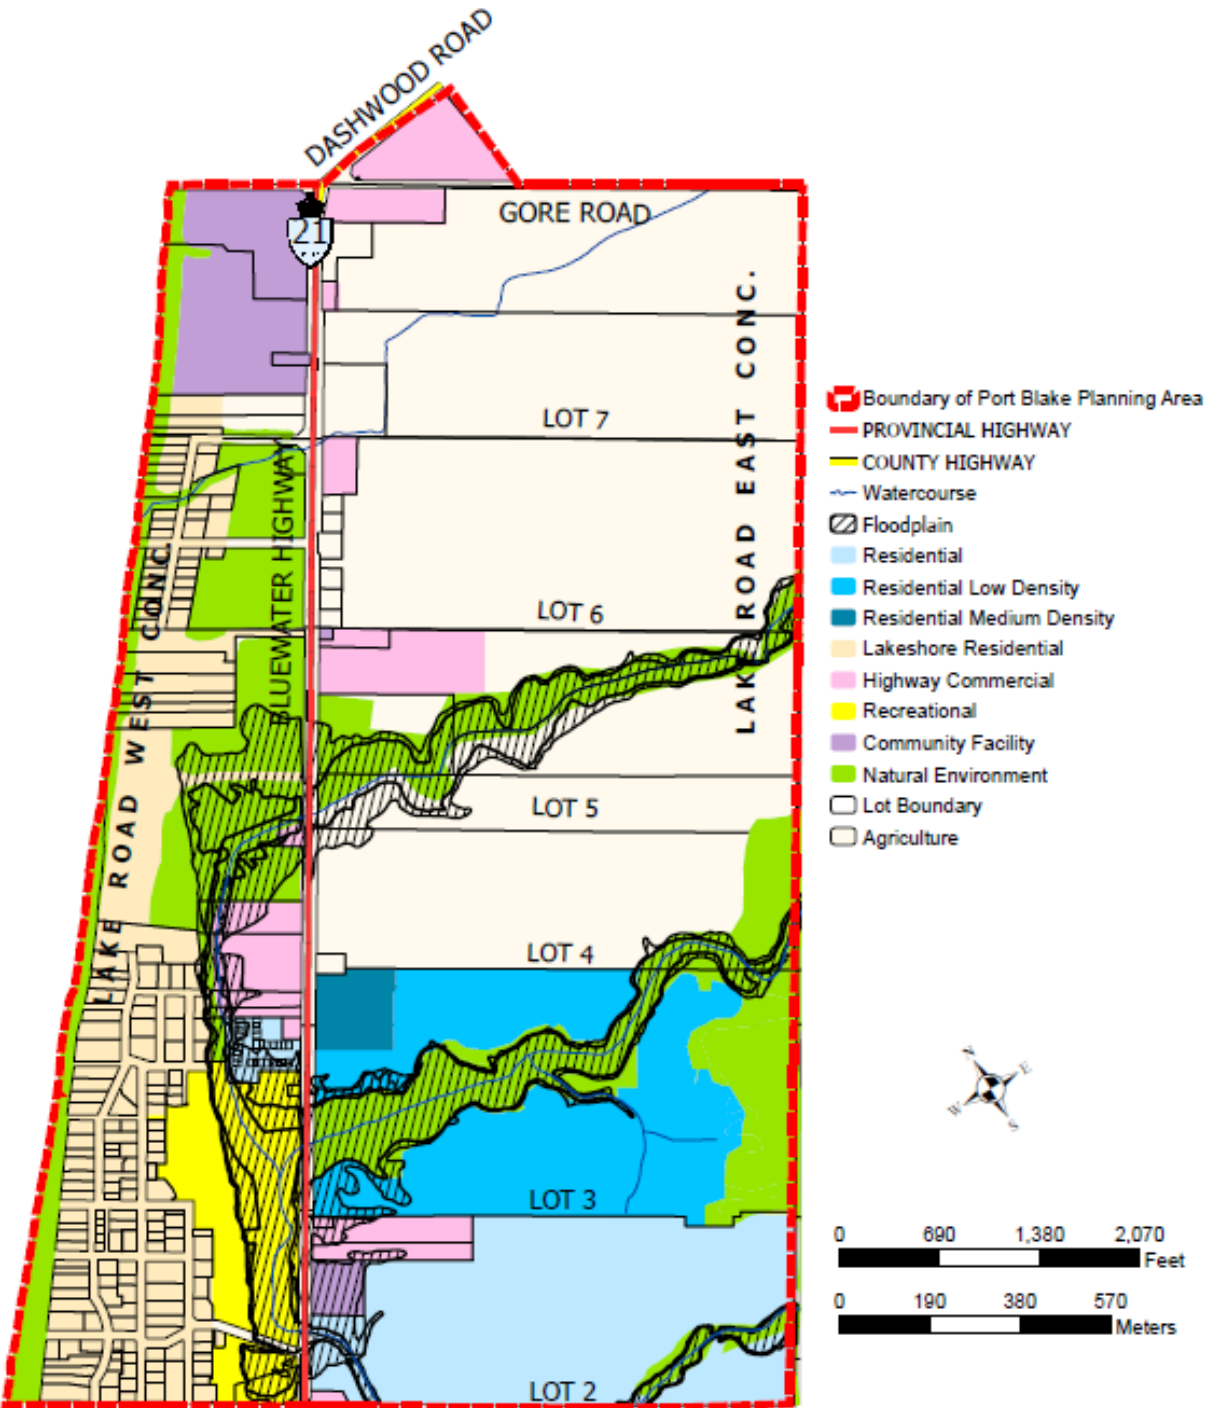 DASHWOOD ROAD
21
GORE ROAD
LAKE ROAD EAST CONC.
LOT 7
BLUEWATER HIGHWAY
LAKE ROAD WEST CONC.
LOT 6
LOT 5
LOT 4
LOT 3
LOT 2
Boundary of Port Blake Planning Area
PROVINCIAL HIGHWAY
COUNTY HIGHWAY
Watercourse
Floodplain
Residential
Residential Low Density
Residential Medium Density
Lakeshore Residential
Highway Commercial
Recreational
Community Facility
Natural Environment
Lot Boundary
Agriculture
N
E
W
S
0 690 1,380 2,070
Feet
0 190 380 570
Meters